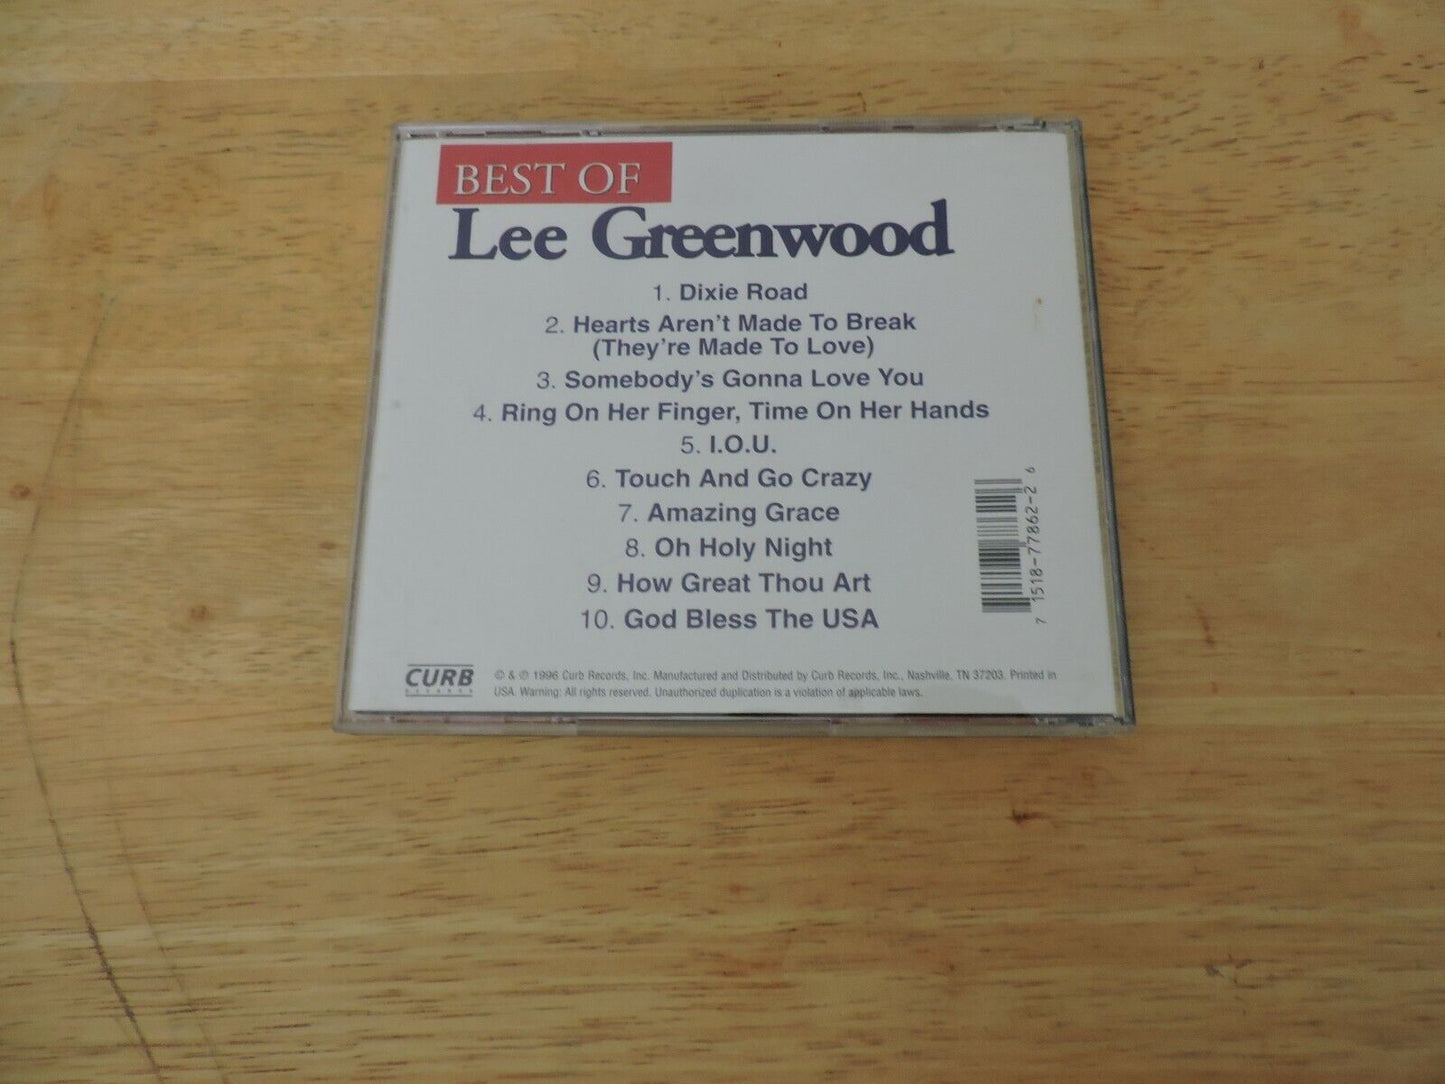 BEST OF
Lee Greenwood
1. Dixie Road
2. Hearts Aren't Made To Break
(They're Made To Love)
3. Somebody's Gonna Love You
4. Ring On Her Finger, Time On Her Hands
5. I.O.U.
6. Touch And Go Crazy
7. Amazing Grace
8. Oh Holy Night
9. How Great Thou Art
10. God Bless The USA
7 1518-77862-2 6
CURB
RECORDS
© & ℗ 1996 Curb Records, Inc. Manufactured and Distributed by Curb Records, Inc., Nashville, TN 37203. Printed in
USA. Warning: All rights reserved. Unauthorized duplication is a violation of applicable laws.